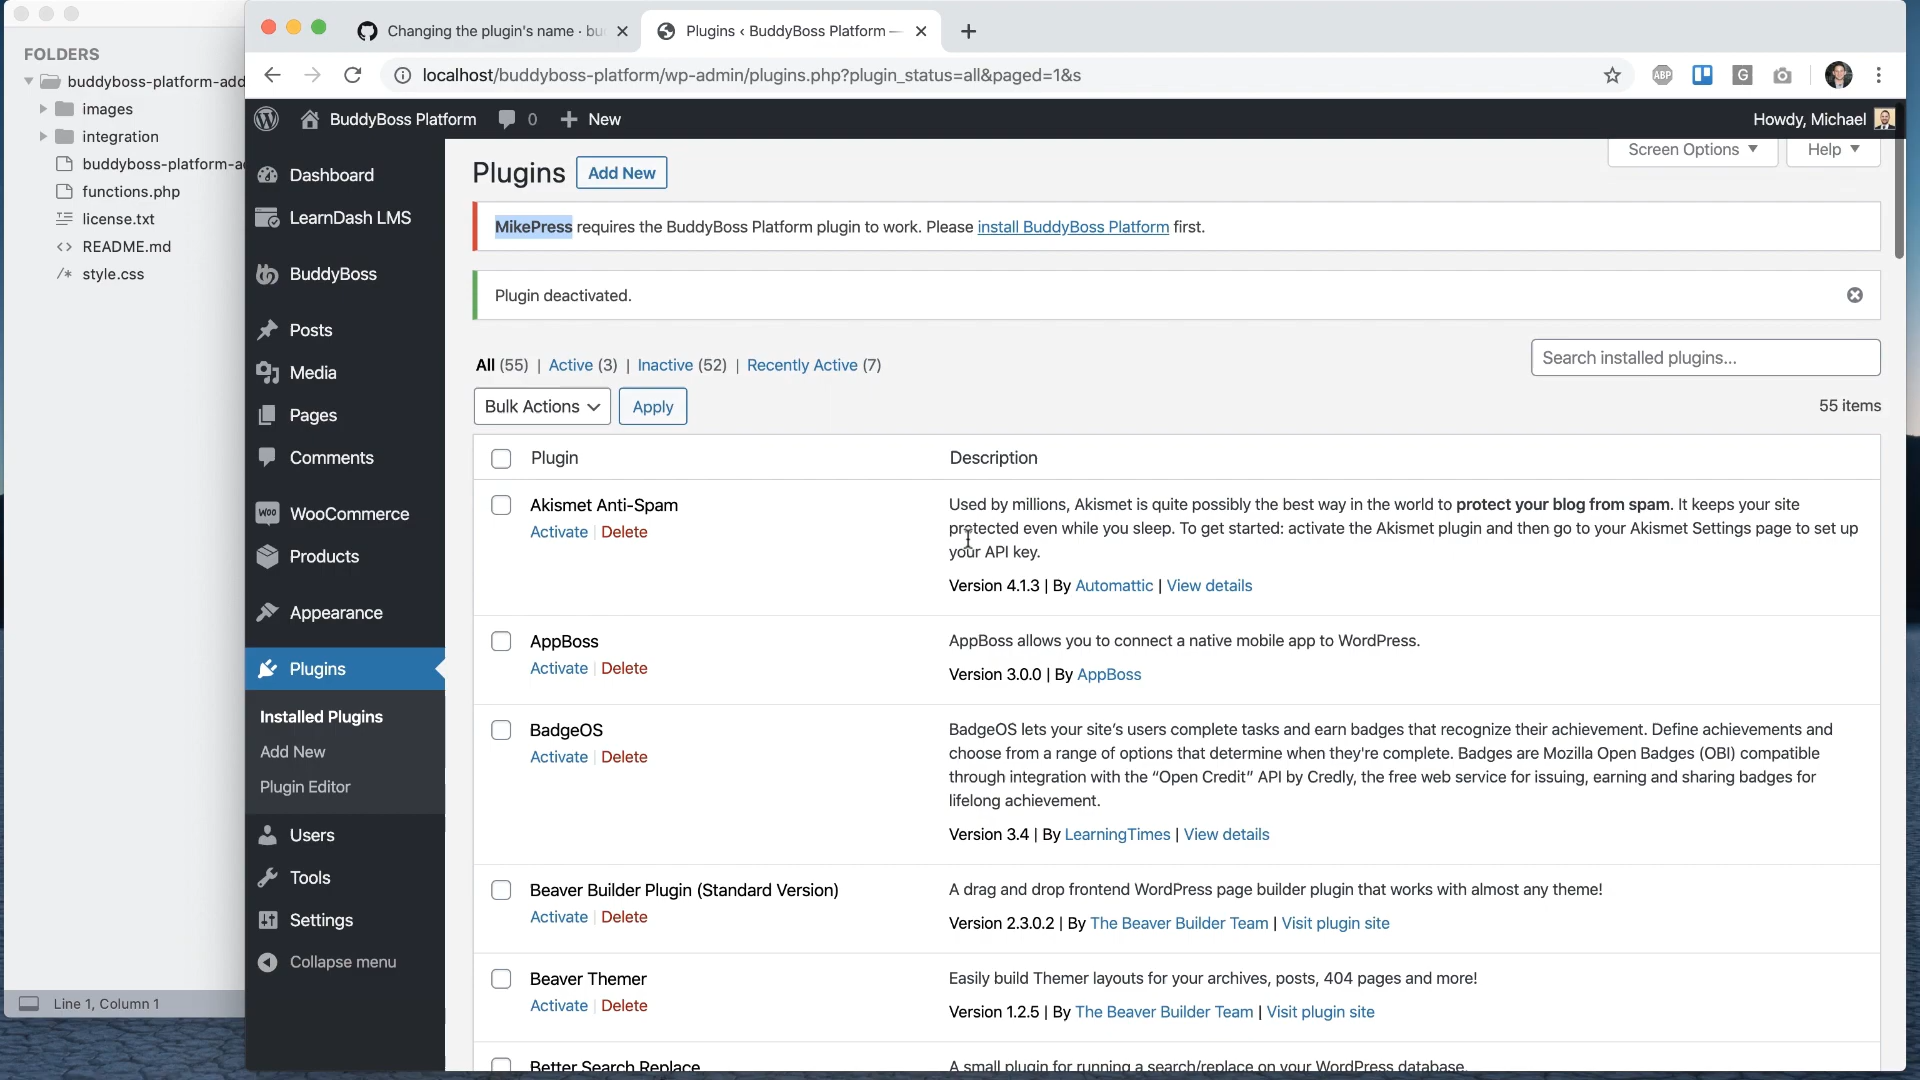 FOLDERS
buddyboss-platform-add
images
integration
buddyboss-platform-ad
functions.php
license.txt
README.md
style.css
Line 1, Column 1
Changing the plugin's name · bu
Plugins ‹ BuddyBoss Platform —
localhost/buddyboss-platform/wp-admin/plugins.php?plugin_status=all&paged=1&s
ABP
G
BuddyBoss Platform
0
New
Howdy, Michael
Dashboard
LearnDash LMS
BuddyBoss
Posts
Media
Pages
Comments
WooCommerce
Products
Appearance
Plugins
Installed Plugins
Add New
Plugin Editor
Users
Tools
Settings
Collapse menu
Screen Options
Help
Plugins
Add New
MikePress requires the BuddyBoss Platform plugin to work. Please install BuddyBoss Platform first.
Plugin deactivated.
All (55) | Active (3) | Inactive (52) | Recently Active (7)
Search installed plugins...
Bulk Actions
Apply
55 items
Plugin
Description
Akismet Anti-Spam
Activate | Delete
Used by millions, Akismet is quite possibly the best way in the world to protect your blog from spam. It keeps your site
protected even while you sleep. To get started: activate the Akismet plugin and then go to your Akismet Settings page to set up
your API key.
Version 4.1.3 | By Automattic | View details
AppBoss
Activate | Delete
AppBoss allows you to connect a native mobile app to WordPress.
Version 3.0.0 | By AppBoss
BadgeOS
Activate | Delete
BadgeOS lets your site's users complete tasks and earn badges that recognize their achievement. Define achievements and
choose from a range of options that determine when they're complete. Badges are Mozilla Open Badges (OBI) compatible
through integration with the “Open Credit” API by Credly, the free web service for issuing, earning and sharing badges for
lifelong achievement.
Version 3.4 | By LearningTimes | View details
Beaver Builder Plugin (Standard Version)
Activate | Delete
A drag and drop frontend WordPress page builder plugin that works with almost any theme!
Version 2.3.0.2 | By The Beaver Builder Team | Visit plugin site
Beaver Themer
Activate | Delete
Easily build Themer layouts for your archives, posts, 404 pages and more!
Version 1.2.5 | By The Beaver Builder Team | Visit plugin site
Better Search Replace
A small plugin for running a search/replace on your WordPress database.